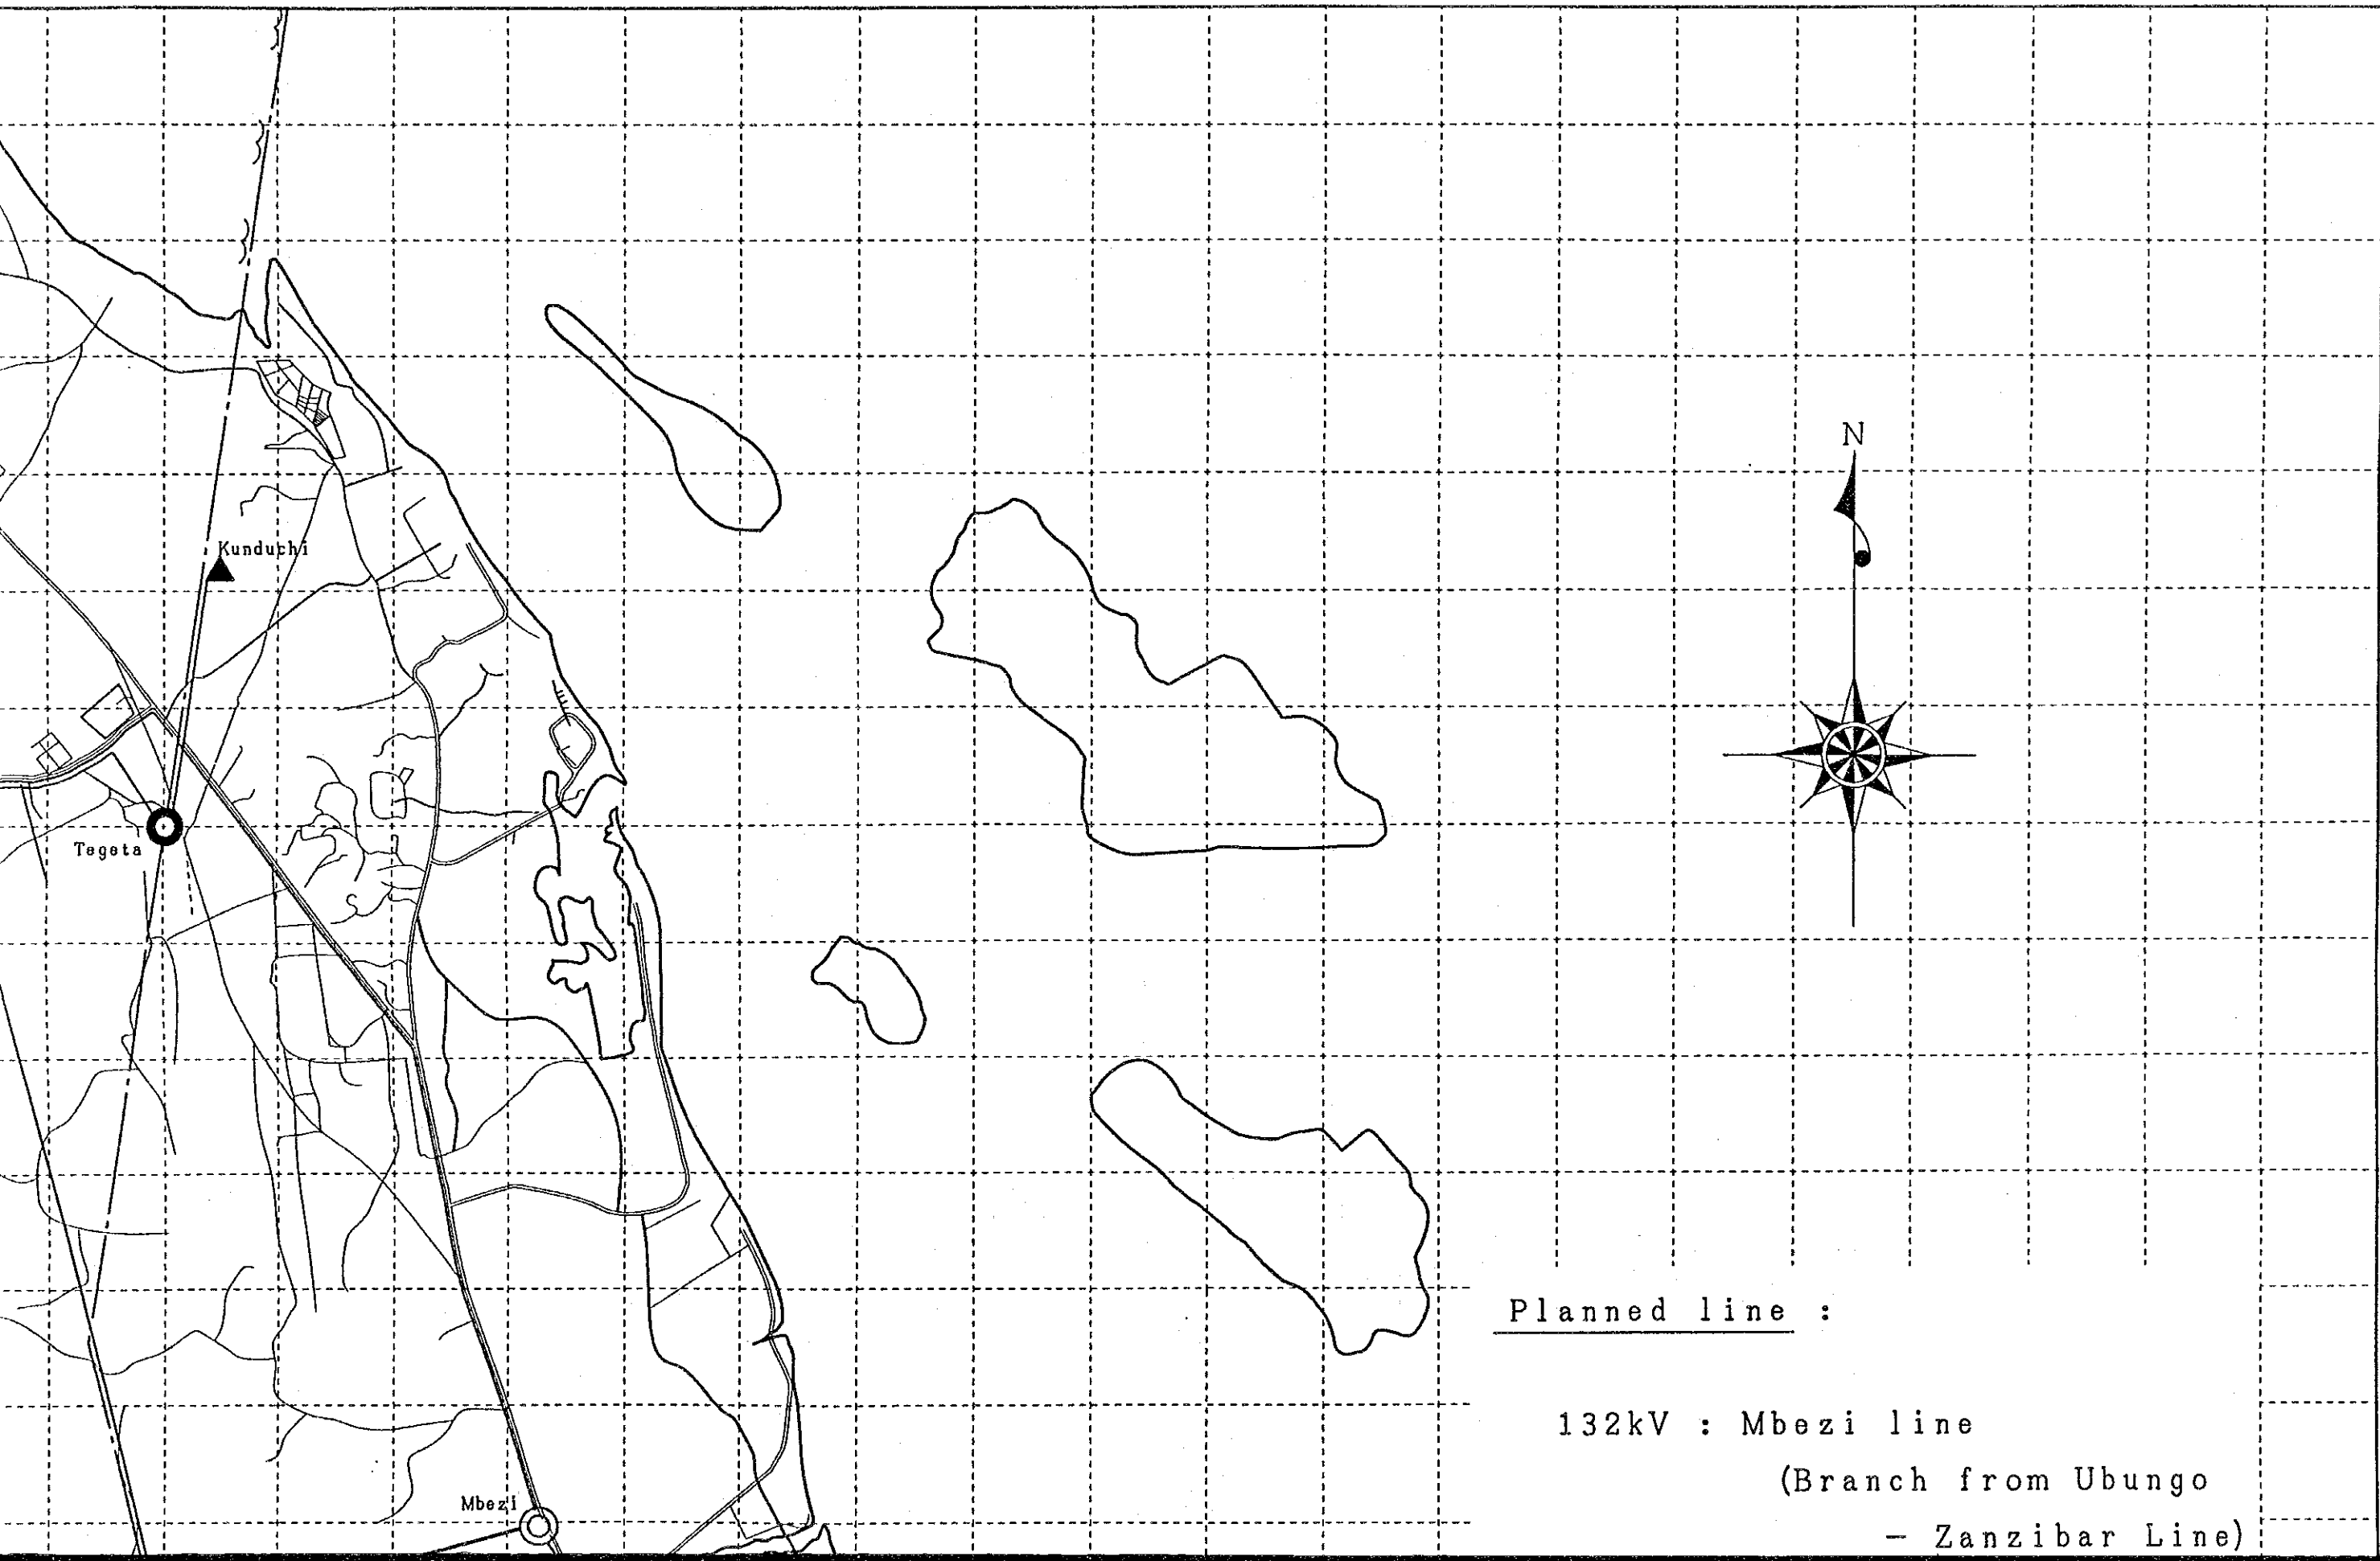 N
Kunduchi
Tegeta
Mbezi
Planned line :
132kV : Mbezi line
(Branch from Ubungo
- Zanzibar Line)